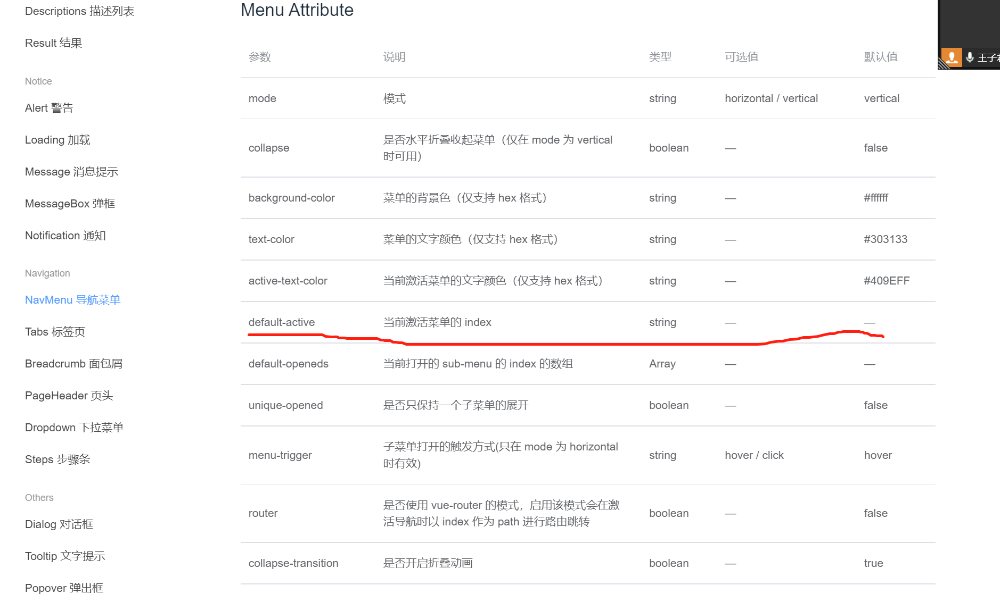 Descriptions 描述列表
Result 结果
Notice
Alert 警告
Loading 加载
Message 消息提示
MessageBox 弹框
Notification 通知
Navigation
NavMenu 导航菜单
Tabs 标签页
Breadcrumb 面包屑
PageHeader 页头
Dropdown 下拉菜单
Steps 步骤条
Others
Dialog 对话框
Tooltip 文字提示
Popover 弹出框
Menu Attribute
参数 说明 类型 可选值 默认值
mode 模式 string horizontal / vertical vertical
collapse 是否水平折叠收起菜单（仅在 mode 为 vertical
时可用） boolean — false
background-color 菜单的背景色（仅支持 hex 格式） string — #ffffff
text-color 菜单的文字颜色（仅支持 hex 格式） string — #303133
active-text-color 当前激活菜单的文字颜色（仅支持 hex 格式） string — #409EFF
default-active 当前激活菜单的 index string — —
default-openeds 当前打开的 sub-menu 的 index 的数组 Array — —
unique-opened 是否只保持一个子菜单的展开 boolean — false
menu-trigger 子菜单打开的触发方式(只在 mode 为 horizontal
时有效) string hover / click hover
router 是否使用 vue-router 的模式，启用该模式会在激
活导航时以 index 作为 path 进行路由跳转 boolean — false
collapse-transition 是否开启折叠动画 boolean — true
王子